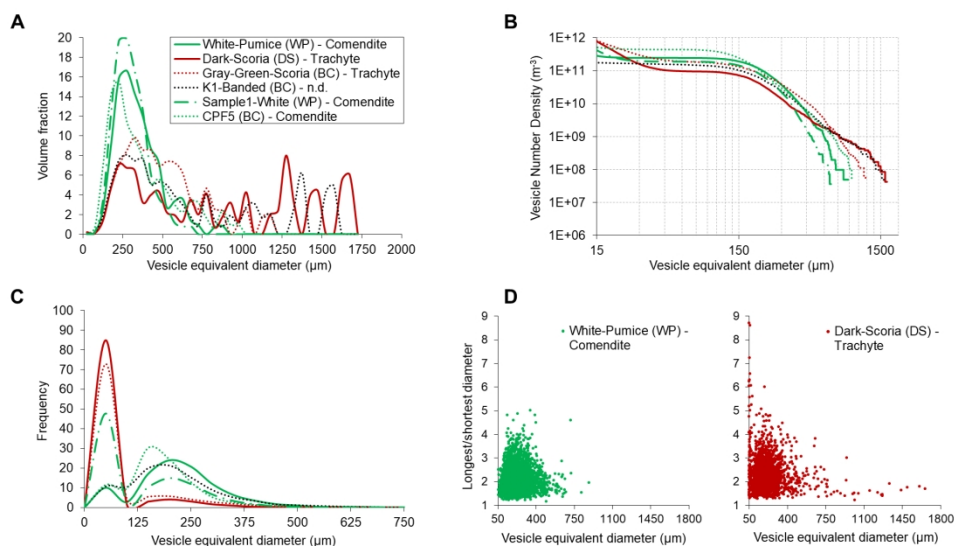 A
20
18
16
14
12
10
8
6
4
2
0
Volume fraction
White-Pumice (WP) - Comendite
Dark-Scoria (DS) - Trachyte
Gray-Green-Scoria (BC) - Trachyte
K1-Banded (BC) - n.d.
Sample1-White (WP) - Comendite
CPF5 (BC) - Comendite
0 250 500 750 1000 1250 1500 1750 2000
Vesicle equivalent diameter (µm)
B
Vesicle Number Density (m⁻³)
1E+12
1E+11
1E+10
1E+09
1E+08
1E+07
1E+06
15 150 1500
Vesicle equivalent diameter (µm)
C
100
90
80
70
60
50
40
30
20
10
0
Frequency
0 125 250 375 500 625 750
Vesicle equivalent diameter (µm)
D
Longest/shortest diameter
9
8
7
6
5
4
3
2
1
White-Pumice (WP) -
Comendite
50 400 750 1100 1450 1800
Vesicle equivalent diameter (µm)
9
8
7
6
5
4
3
2
1
Dark-Scoria (DS) -
Trachyte
50 400 750 1100 1450 1800
Vesicle equivalent diameter (µm)